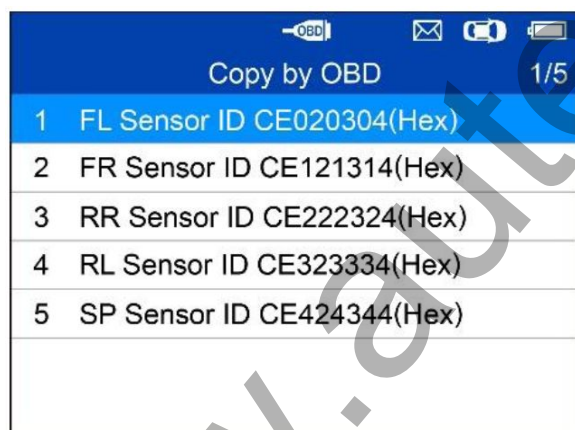 OBD
Copy by OBD 1/5
1 FL Sensor ID CE020304(Hex)
2 FR Sensor ID CE121314(Hex)
3 RR Sensor ID CE222324(Hex)
4 RL Sensor ID CE323334(Hex)
5 SP Sensor ID CE424344(Hex)